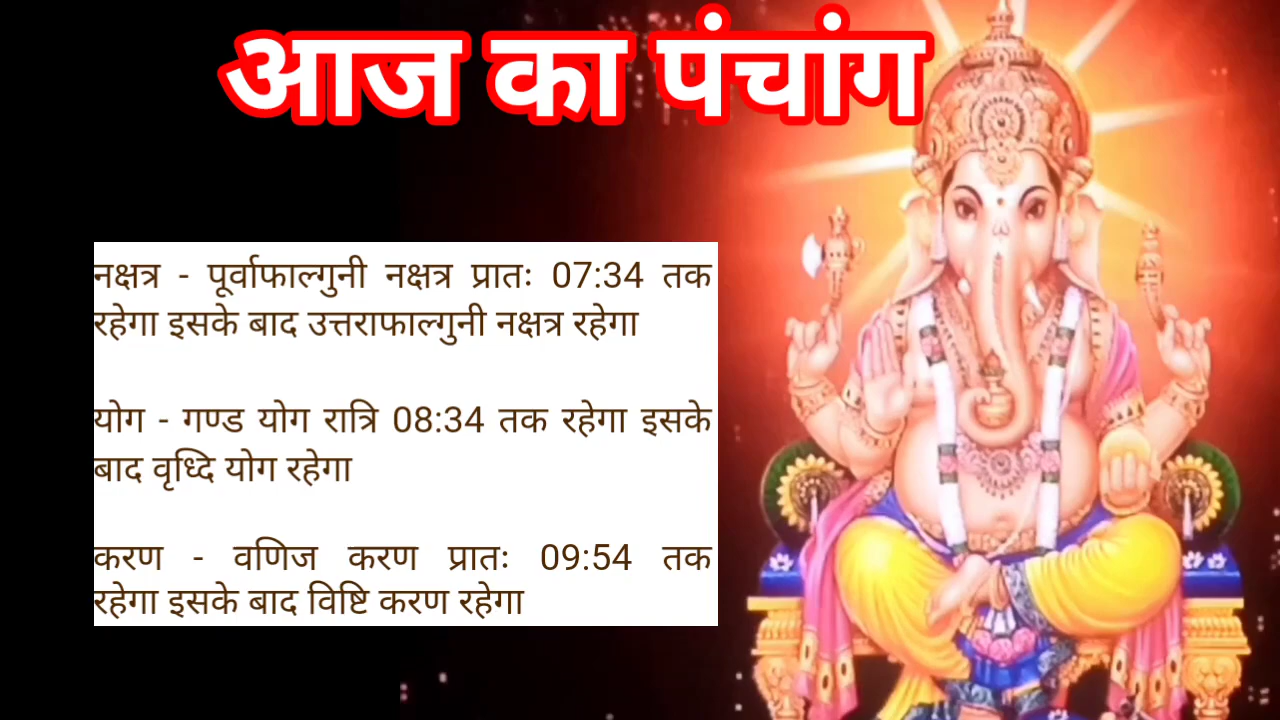 आज का पंचांग
नक्षत्र - पूर्वाफाल्गुनी नक्षत्र प्रातः 07:34 तक
रहेगा इसके बाद उत्तराफाल्गुनी नक्षत्र रहेगा
योग - गण्ड योग रात्रि 08:34 तक रहेगा इसके
बाद वृध्दि योग रहेगा
करण - वणिज करण प्रातः 09:54 तक
रहेगा इसके बाद विष्टि करण रहेगा